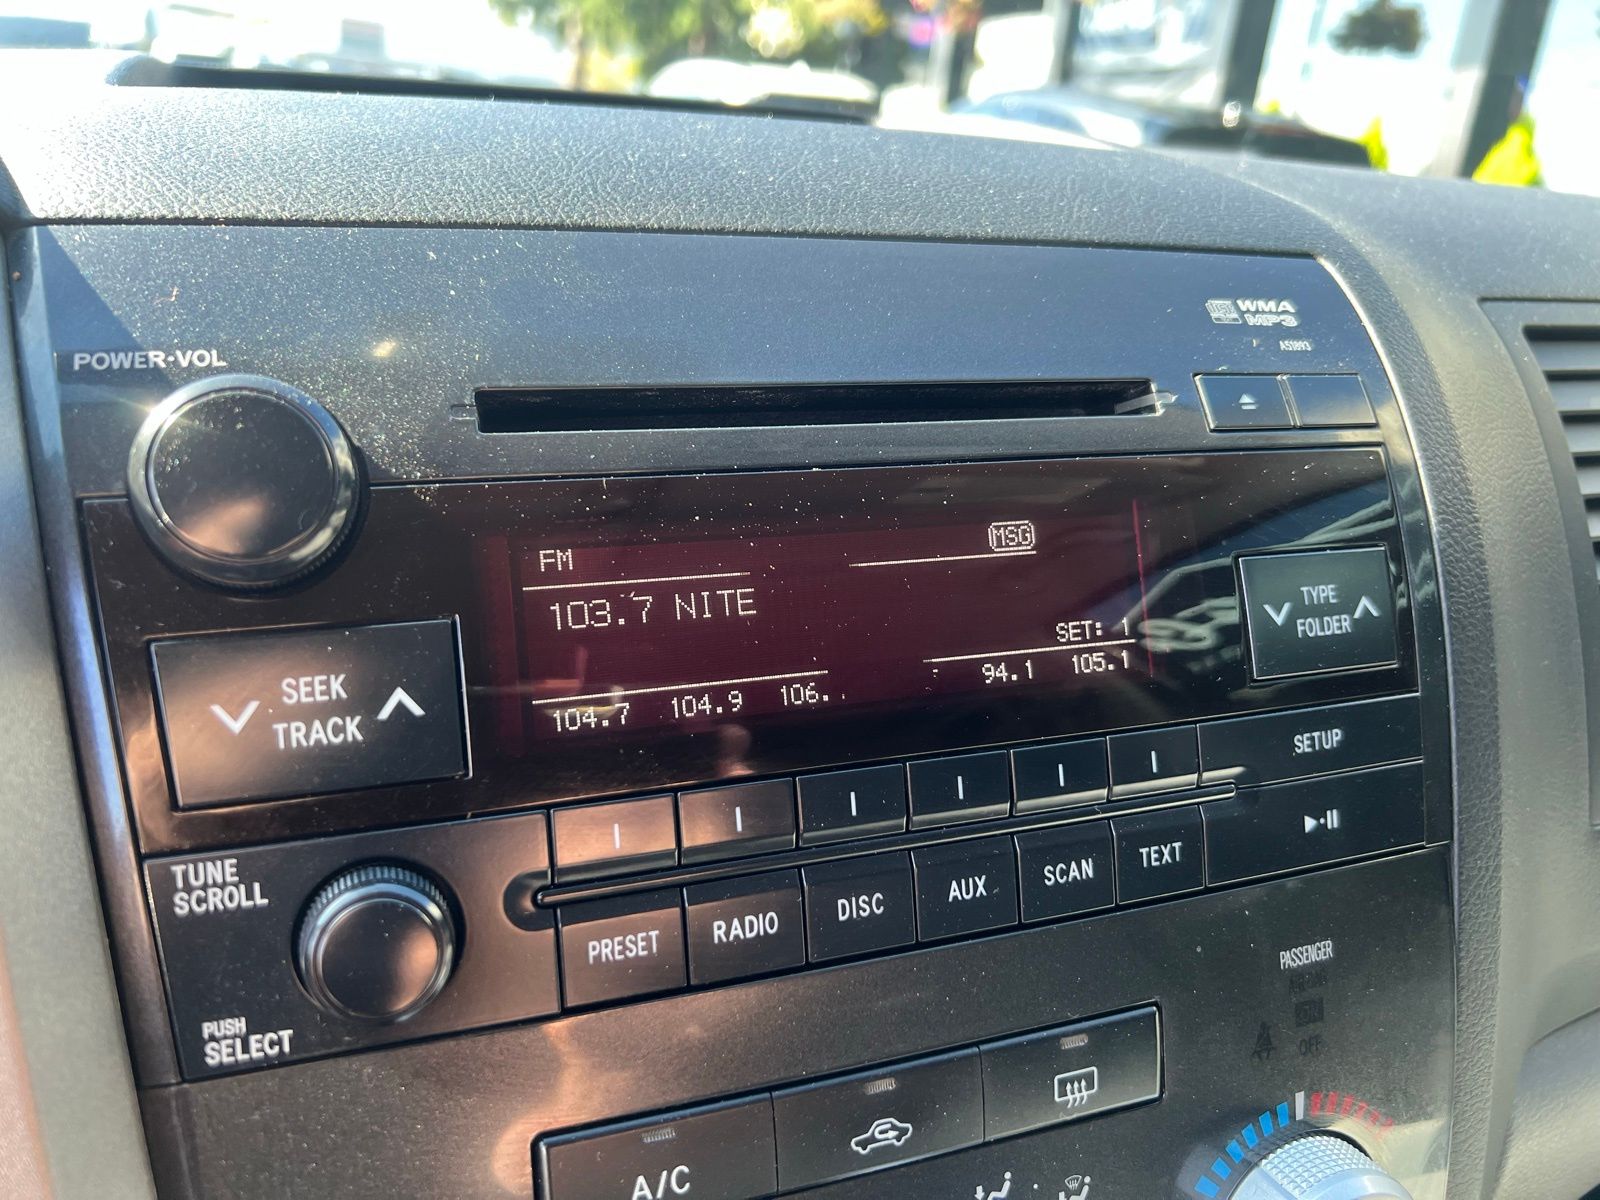 WMA
MP3
A51893
POWER·VOL
FM
MSG
103.7 NITE
SET: 1
104.7 104.9 106. 94.1 105.1
SEEK
TRACK
TYPE
FOLDER
SETUP
TUNE
SCROLL
PUSH
SELECT
PRESET
RADIO
DISC
AUX
SCAN
TEXT
PASSENGER
OFF
A/C